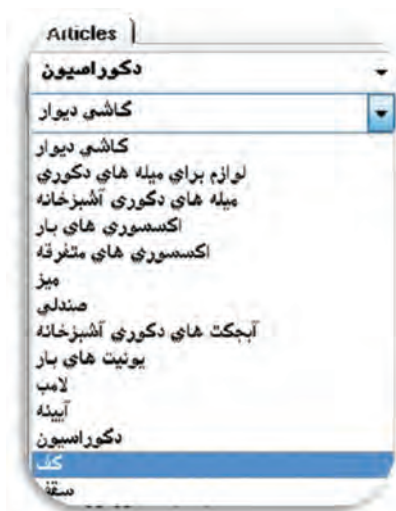 Articles
دکوراسیون
کاشی دیوار
کاشی دیوار
لوازم برای میله های دکوری
میله های دکوری آشپزخانه
اکسسوری های بار
اکسسوری های متفرقه
میز
صندلی
آبجکت های دکوری آشپزخانه
یونیت های بار
لامپ
آیینه
دکوراسیون
کف
سقف